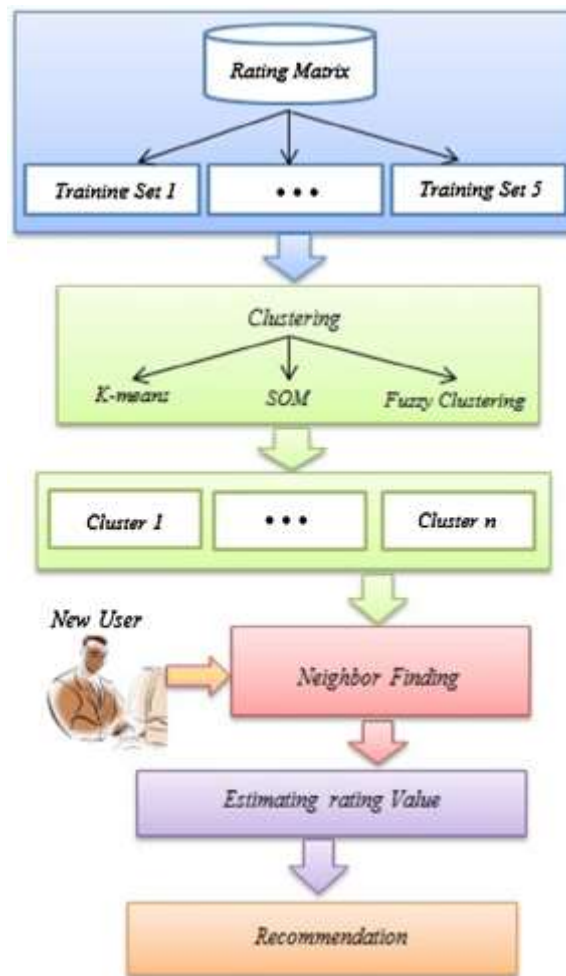 Rating Matrix
Training Set 1
• • •
Training Set 5
Clustering
K-means
SOM
Fuzzy Clustering
Cluster 1
• • •
Cluster n
New User
Neighbor Finding
Estimating rating Value
Recommendation